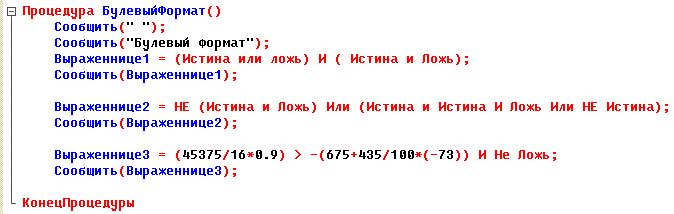 Процедура БулевыйФормат()
Сообщить(" ");
Сообщить("Булевый формат");
Выраженнице1 = (Истина или ложь) И ( Истина и Ложь);
Сообщить(Выраженнице1);
Выраженнице2 = НЕ (Истина и Ложь) Или (Истина и Истина И Ложь Или НЕ Истина);
Сообщить(Выраженнице2);
Выраженнице3 = (45375/16*0.9) > -(675+435/100*(-73)) И Не Ложь;
Сообщить(Выраженнице3);
КонецПроцедуры